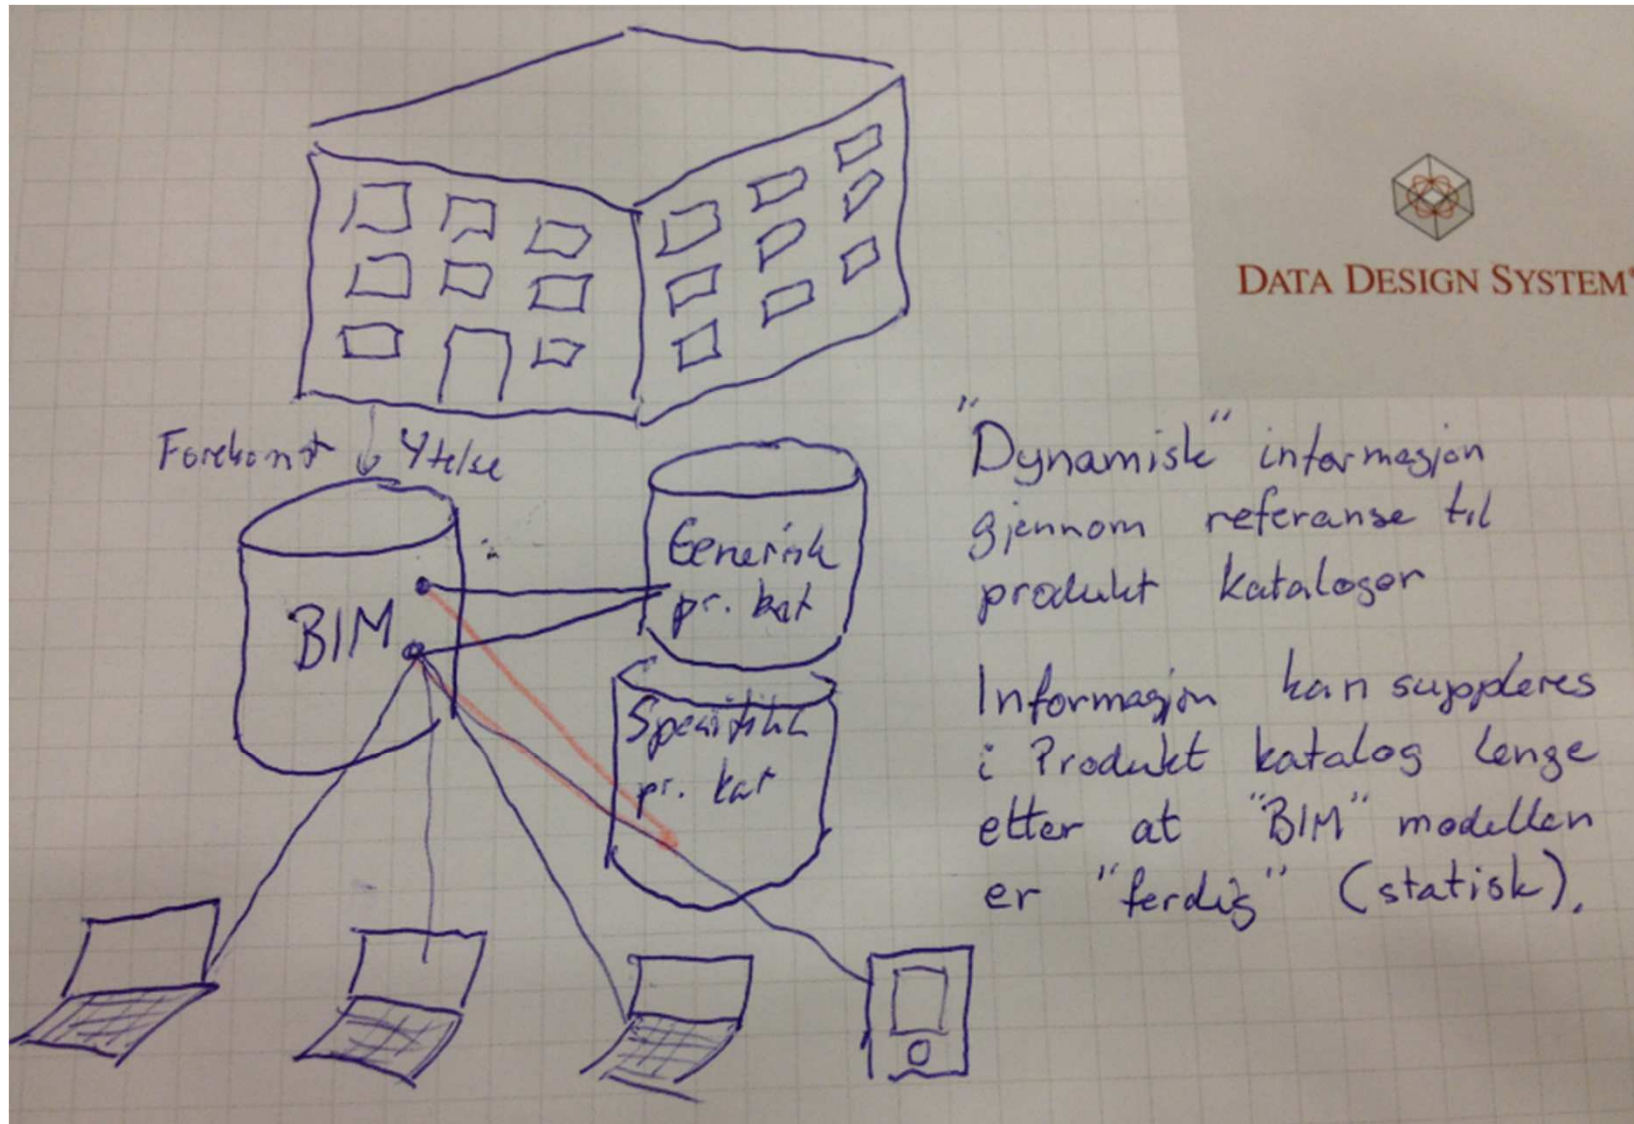 DATA DESIGN SYSTEM®
Forekomst Ytelse
BIM
Generisk
pr. kat
Spesifikk
pr. kat
"Dynamisk" informasjon
gjennom referanse til
produkt kataloger
Informasjon kan suppleres
i Produkt katalog lenge
etter at "BIM" modellen
er "ferdig" (statisk).